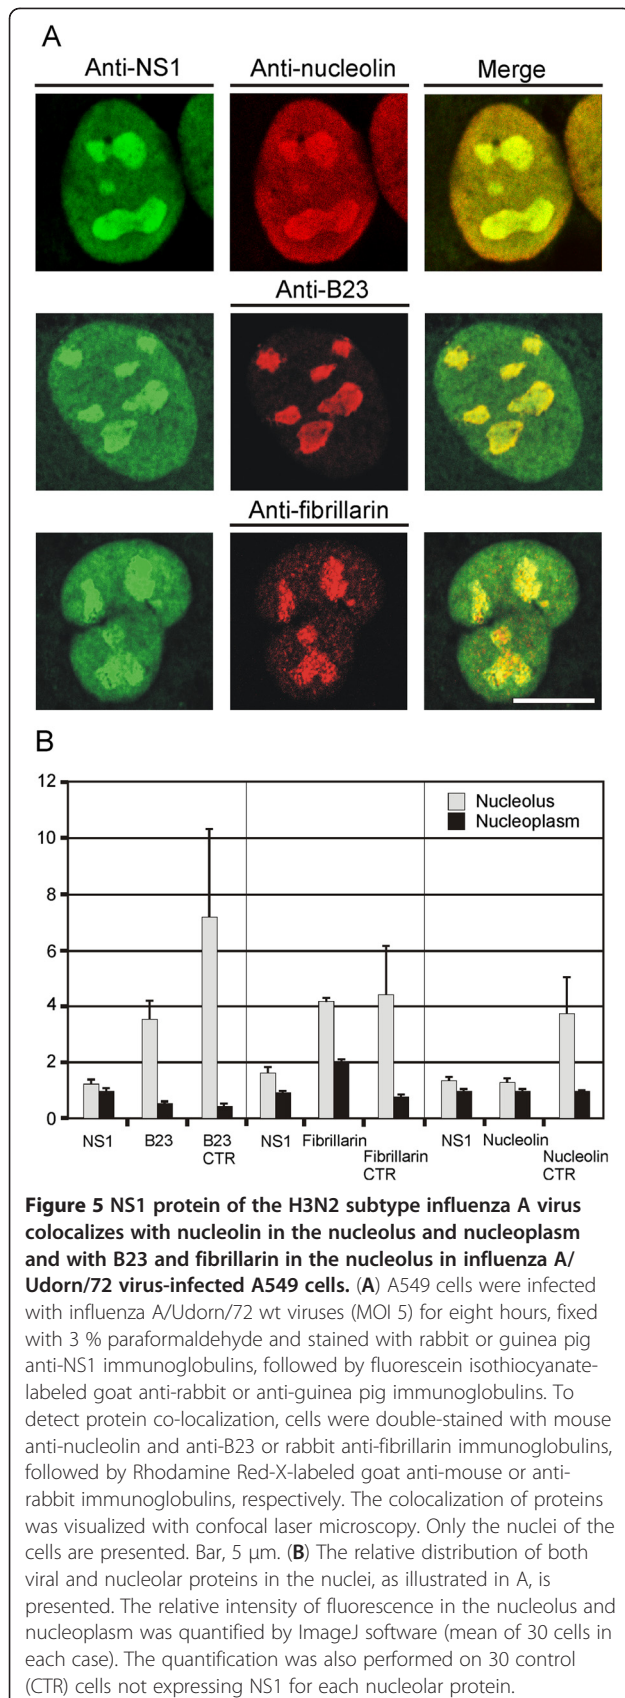 A
Anti-NS1 Anti-nucleolin Merge
Anti-B23
Anti-fibrillarin
B
12
10
8
6
4
2
0
Nucleolus
Nucleoplasm
NS1 B23 B23 CTR NS1 Fibrillarin Fibrillarin CTR NS1 Nucleolin Nucleolin CTR
Figure 5 NS1 protein of the H3N2 subtype influenza A virus
colocalizes with nucleolin in the nucleolus and nucleoplasm
and with B23 and fibrillarin in the nucleolus in influenza A/
Udorn/72 virus-infected A549 cells. (A) A549 cells were infected
with influenza A/Udorn/72 wt viruses (MOI 5) for eight hours, fixed
with 3 % paraformaldehyde and stained with rabbit or guinea pig
anti-NS1 immunoglobulins, followed by fluorescein isothiocyanate-
labeled goat anti-rabbit or anti-guinea pig immunoglobulins. To
detect protein co-localization, cells were double-stained with mouse
anti-nucleolin and anti-B23 or rabbit anti-fibrillarin immunoglobulins,
followed by Rhodamine Red-X-labeled goat anti-mouse or anti-
rabbit immunoglobulins, respectively. The colocalization of proteins
was visualized with confocal laser microscopy. Only the nuclei of the
cells are presented. Bar, 5 μm. (B) The relative distribution of both
viral and nucleolar proteins in the nuclei, as illustrated in A, is
presented. The relative intensity of fluorescence in the nucleolus and
nucleoplasm was quantified by ImageJ software (mean of 30 cells in
each case). The quantification was also performed on 30 control
(CTR) cells not expressing NS1 for each nucleolar protein.